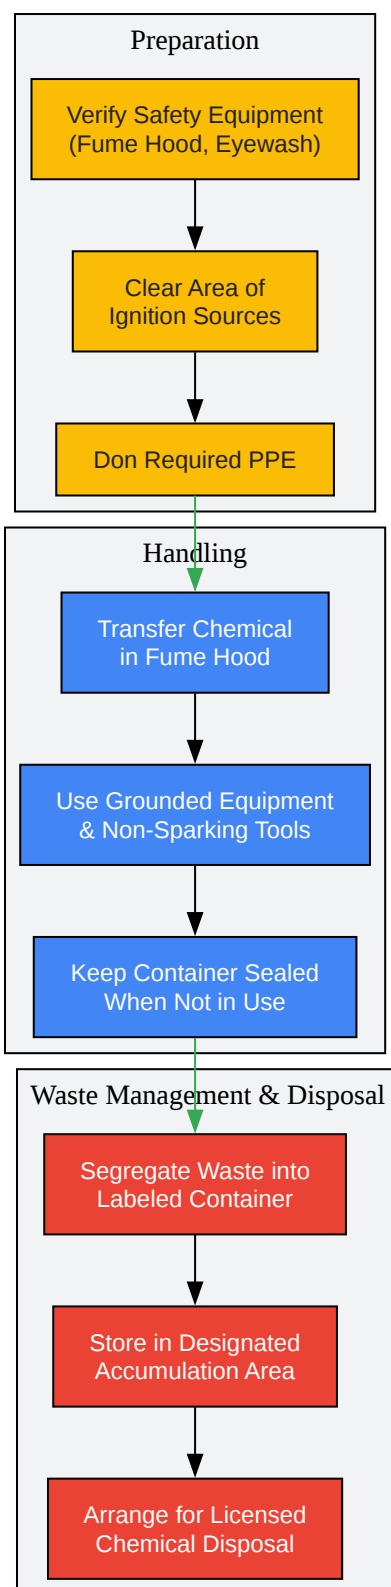 Preparation
Verify Safety Equipment
(Fume Hood, Eyewash)
Clear Area of
Ignition Sources
Don Required PPE
Handling
Transfer Chemical
in Fume Hood
Use Grounded Equipment
& Non-Sparking Tools
Keep Container Sealed
When Not in Use
Waste Management & Disposal
Segregate Waste into
Labeled Container
Store in Designated
Accumulation Area
Arrange for Licensed
Chemical Disposal